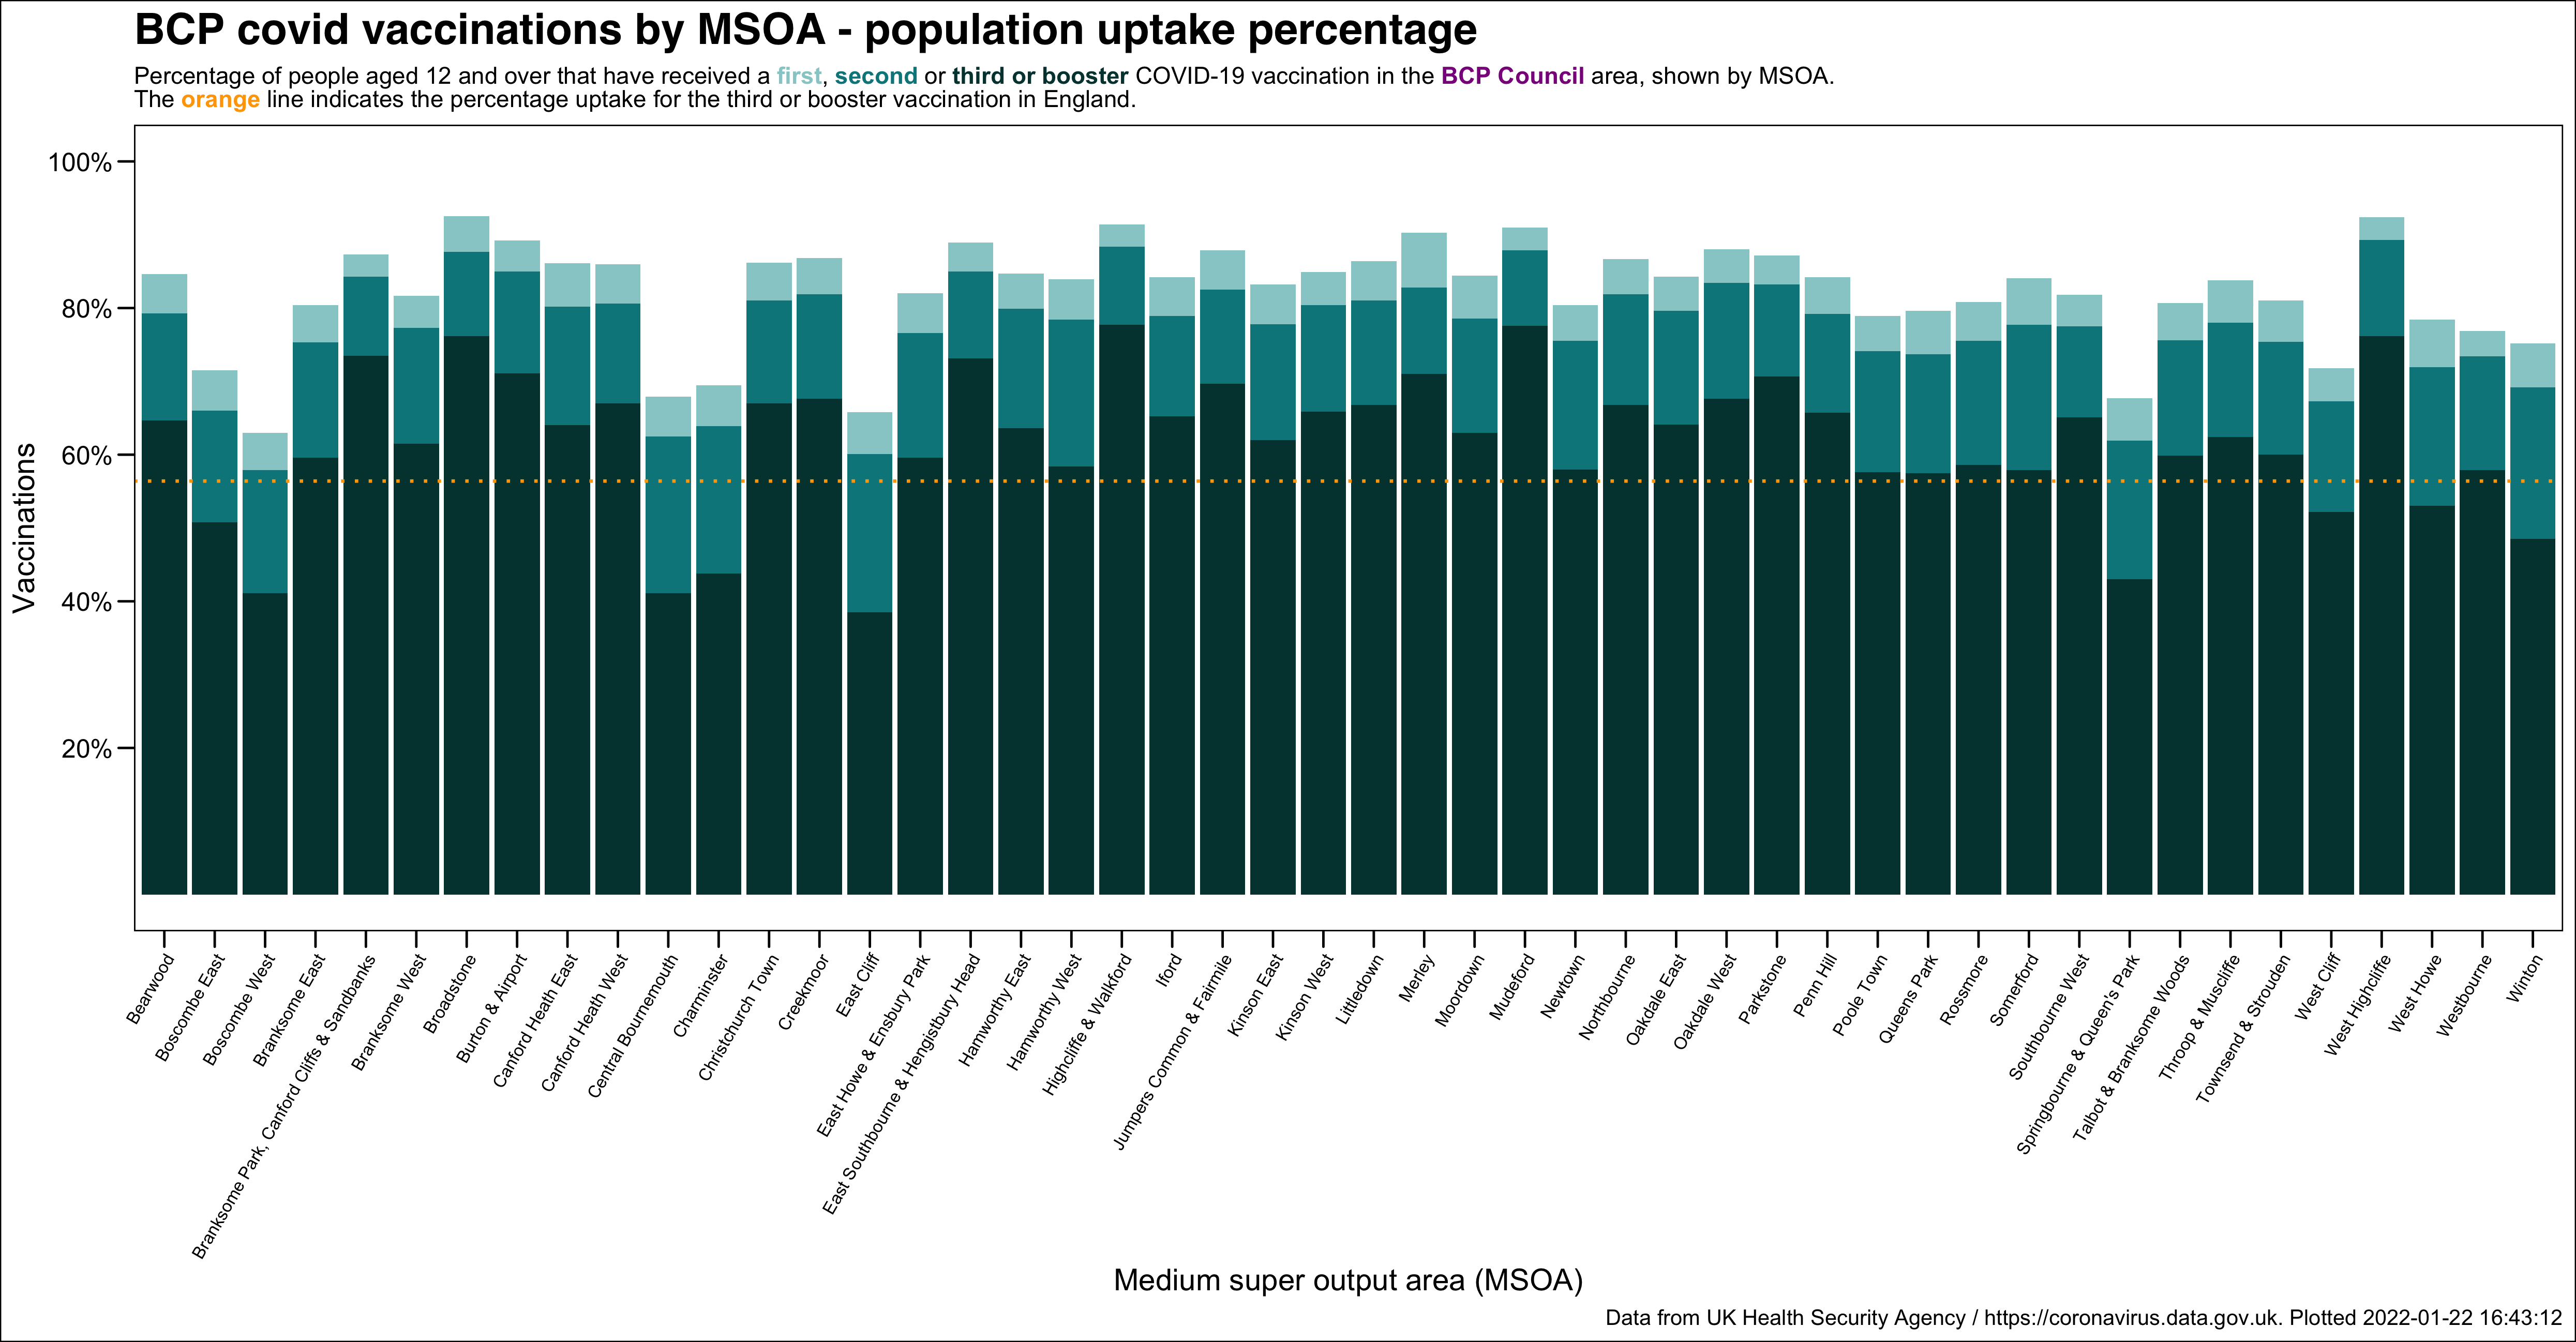 BCP covid vaccinations by MSOA - population uptake percentage
Percentage of people aged 12 and over that have received a first, second or third or booster COVID-19 vaccination in the BCP Council area, shown by MSOA.
The orange line indicates the percentage uptake for the third or booster vaccination in England.
Vaccinations
100%
80%
60%
40%
20%
Bearwood
Boscombe East
Boscombe West
Branksome East
Branksome Park, Canford Cliffs & Sandbanks
Branksome West
Broadstone
Burton & Airport
Canford Heath East
Canford Heath West
Central Bournemouth
Charminster
Christchurch Town
Creekmoor
East Cliff
East Howe & Ensbury Park
East Southbourne & Hengistbury Head
Hamworthy East
Hamworthy West
Highcliffe & Walkford
Iford
Jumpers Common & Fairmile
Kinson East
Kinson West
Littledown
Merley
Moordown
Mudeford
Newtown
Northbourne
Oakdale East
Oakdale West
Parkstone
Penn Hill
Poole Town
Queens Park
Rossmore
Somerford
Southbourne West
Springbourne & Queen's Park
Talbot & Branksome Woods
Throop & Muscliffe
Townsend & Strouden
West Cliff
West Highcliffe
West Howe
Westbourne
Winton
Medium super output area (MSOA)
Data from UK Health Security Agency / https://coronavirus.data.gov.uk. Plotted 2022-01-22 16:43:12